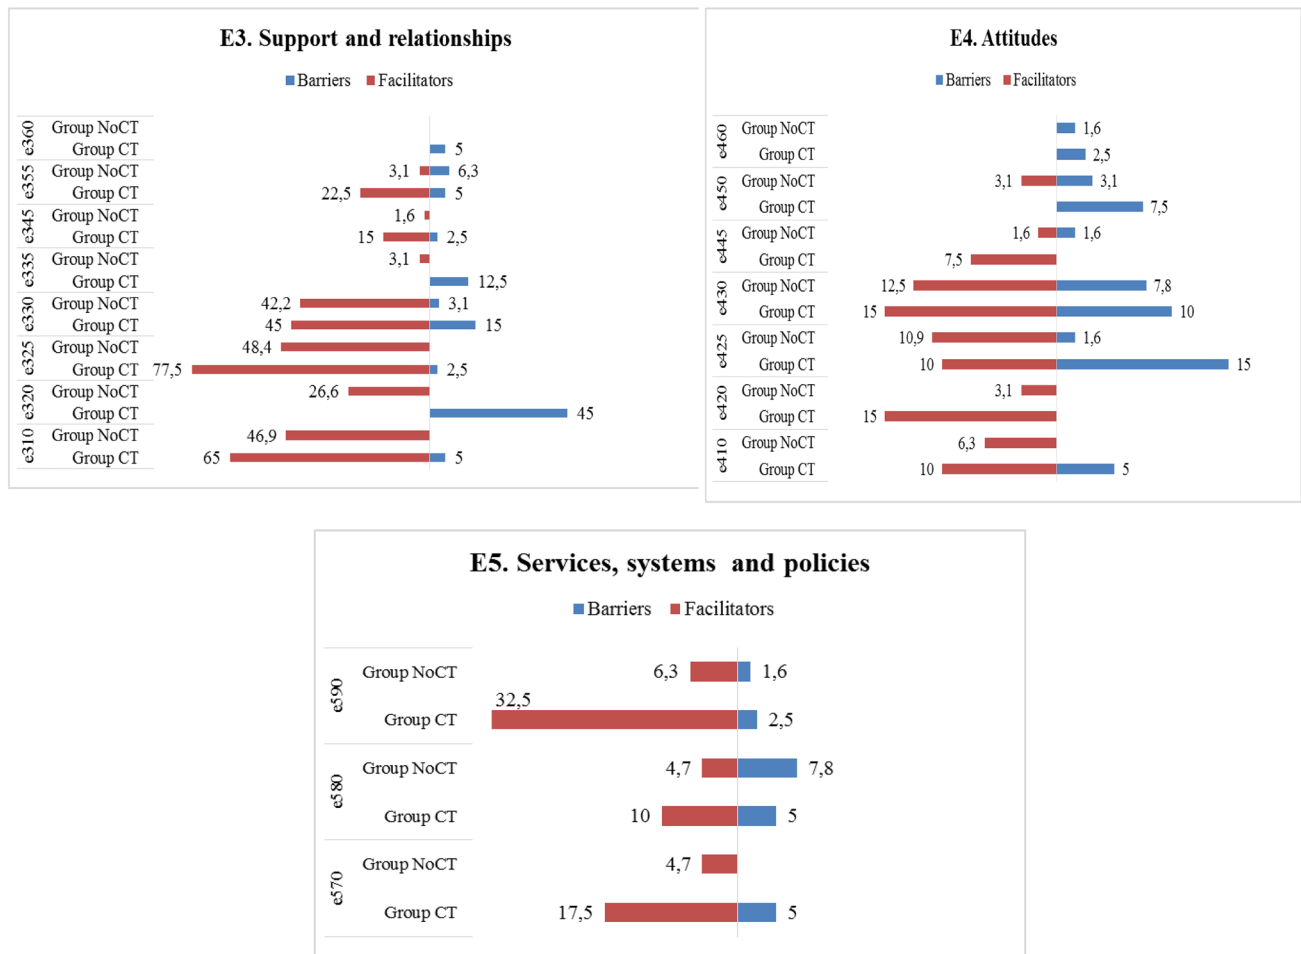 E3. Support and relationships
Barriers Facilitators
e360
Group NoCT
Group CT 5
e355
Group NoCT 3,1 6,3
Group CT 22,5 5
e345
Group NoCT 1,6
Group CT 15 2,5
e335
Group NoCT 3,1
Group CT 12,5
e330
Group NoCT 42,2 3,1
Group CT 45 15
e325
Group NoCT 48,4
Group CT 77,5 2,5
e320
Group NoCT 26,6
Group CT 45
e310
Group NoCT 46,9
Group CT 65 5
E4. Attitudes
Barriers Facilitators
e460
Group NoCT 1,6
Group CT 2,5
e450
Group NoCT 3,1 3,1
Group CT 7,5
e445
Group NoCT 1,6 1,6
Group CT 7,5
e430
Group NoCT 12,5 7,8
Group CT 15 10
e425
Group NoCT 10,9 1,6
Group CT 10 15
e420
Group NoCT 3,1
Group CT 15
e410
Group NoCT 6,3
Group CT 10 5
E5. Services, systems and policies
Barriers Facilitators
e590
Group NoCT 6,3 1,6
Group CT 32,5 2,5
e580
Group NoCT 4,7 7,8
Group CT 10 5
e570
Group NoCT 4,7
Group CT 17,5 5